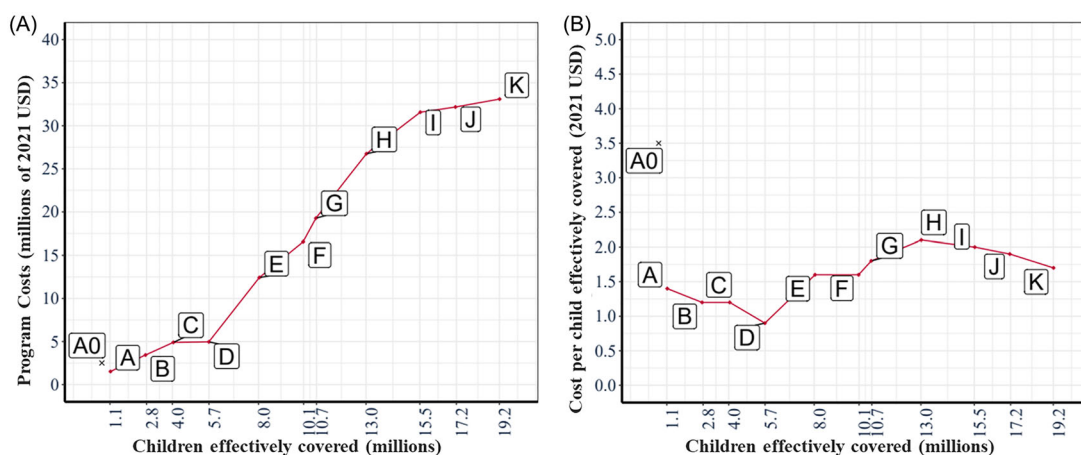 (A)
Program Costs (millions of 2021 USD)
40
35
30
25
20
15
10
5
0
A0
A
B
C
D
E
F
G
H
I
J
K
1.1
2.8
4.0
5.7
8.0
10.1
10.7
13.0
15.5
17.2
19.2
Children effectively covered (millions)
(B)
Cost per child effectively covered (2021 USD)
5.0
4.5
4.0
3.5
3.0
2.5
2.0
1.5
1.0
0.5
0.0
A0
A
B
C
D
E
F
G
H
I
J
K
1.1
2.8
4.0
5.7
8.0
10.1
10.7
13.0
15.5
17.2
19.2
Children effectively covered (millions)